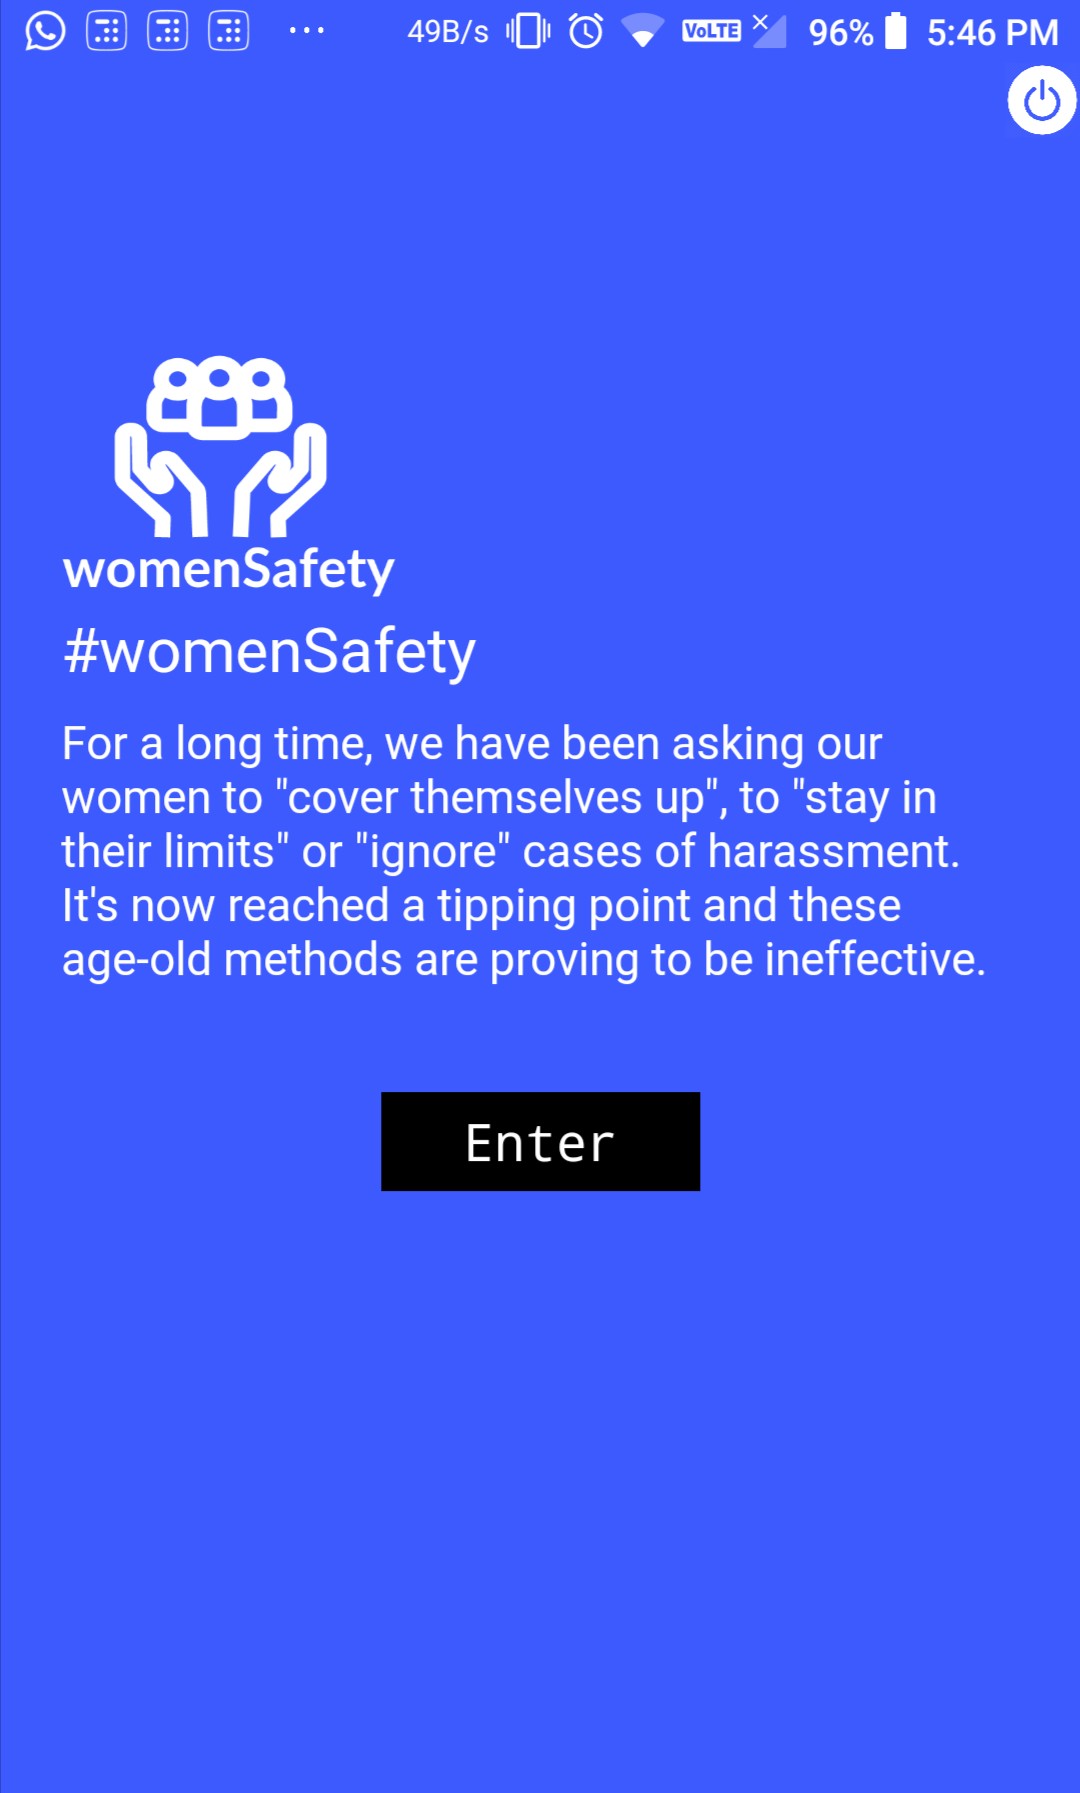 49B/s VoLTE 96% 5:46 PM
womenSafety
#womenSafety
For a long time, we have been asking our
women to "cover themselves up", to "stay in
their limits" or "ignore" cases of harassment.
It's now reached a tipping point and these
age-old methods are proving to be ineffective.
Enter